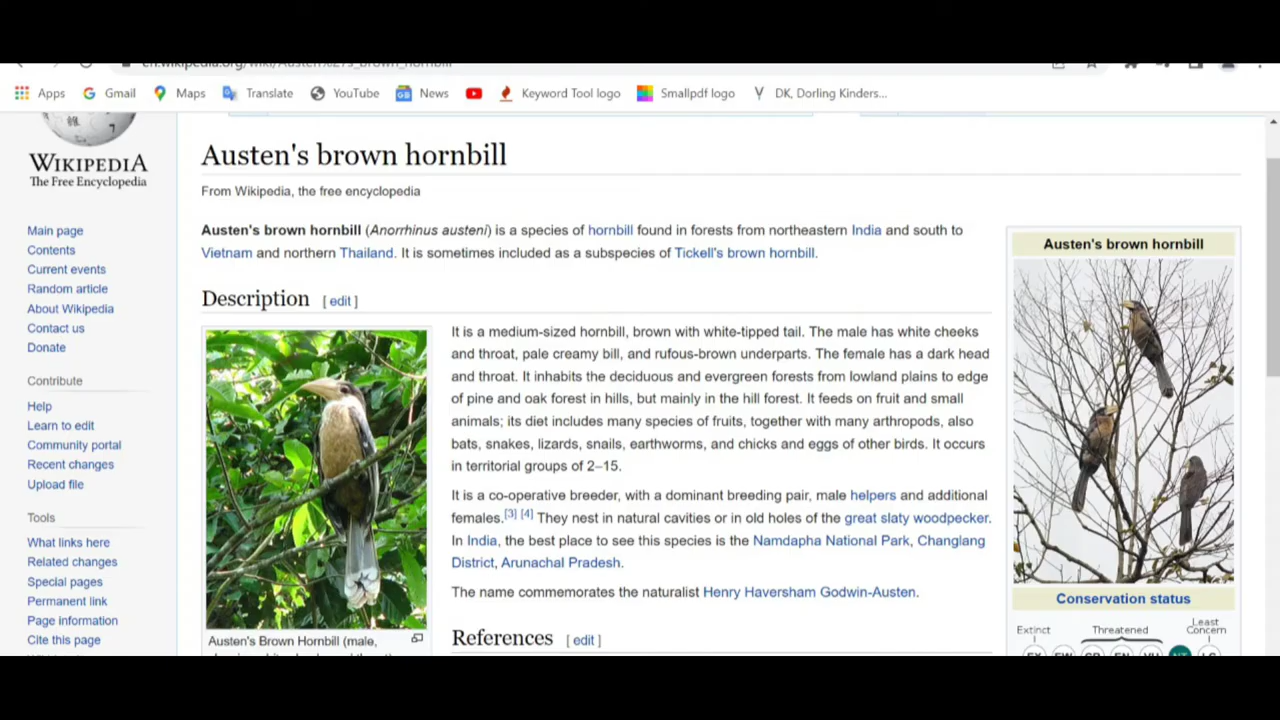 en.wikipedia.org/wiki/Austen%27s_brown_hornbill
Apps
Gmail
Maps
Translate
YouTube
News
Keyword Tool logo
Smallpdf logo
DK, Dorling Kinders...
WIKIPEDIA
The Free Encyclopedia
Main page
Contents
Current events
Random article
About Wikipedia
Contact us
Donate
Contribute
Help
Learn to edit
Community portal
Recent changes
Upload file
Tools
What links here
Related changes
Special pages
Permanent link
Page information
Cite this page
Austen's brown hornbill
From Wikipedia, the free encyclopedia
Austen's brown hornbill (Anorrhinus austeni) is a species of hornbill found in forests from northeastern India and south to
Vietnam and northern Thailand. It is sometimes included as a subspecies of Tickell's brown hornbill.
Description [ edit ]
It is a medium-sized hornbill, brown with white-tipped tail. The male has white cheeks
and throat, pale creamy bill, and rufous-brown underparts. The female has a dark head
and throat. It inhabits the deciduous and evergreen forests from lowland plains to edge
of pine and oak forest in hills, but mainly in the hill forest. It feeds on fruit and small
animals; its diet includes many species of fruits, together with many arthropods, also
bats, snakes, lizards, snails, earthworms, and chicks and eggs of other birds. It occurs
in territorial groups of 2–15.
It is a co-operative breeder, with a dominant breeding pair, male helpers and additional
females.[3] [4] They nest in natural cavities or in old holes of the great slaty woodpecker.
In India, the best place to see this species is the Namdapha National Park, Changlang
District, Arunachal Pradesh.
The name commemorates the naturalist Henry Haversham Godwin-Austen.
Austen's Brown Hornbill (male,
References [ edit ]
Austen's brown hornbill
Conservation status
Extinct
Threatened
Least
Concern
EX EW CR EN VU NT LC